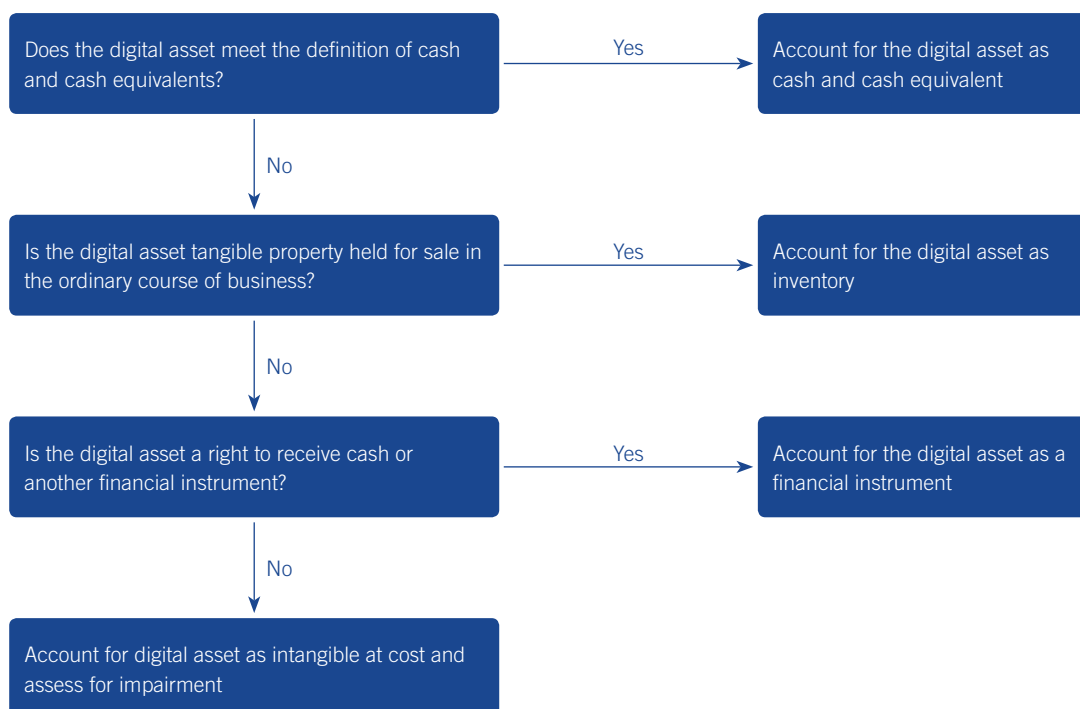 Does the digital asset meet the definition of cash
and cash equivalents?
Yes
Account for the digital asset as
cash and cash equivalent
No
Is the digital asset tangible property held for sale in
the ordinary course of business?
Yes
Account for the digital asset as
inventory
No
Is the digital asset a right to receive cash or
another financial instrument?
Yes
Account for the digital asset as a
financial instrument
No
Account for digital asset as intangible at cost and
assess for impairment